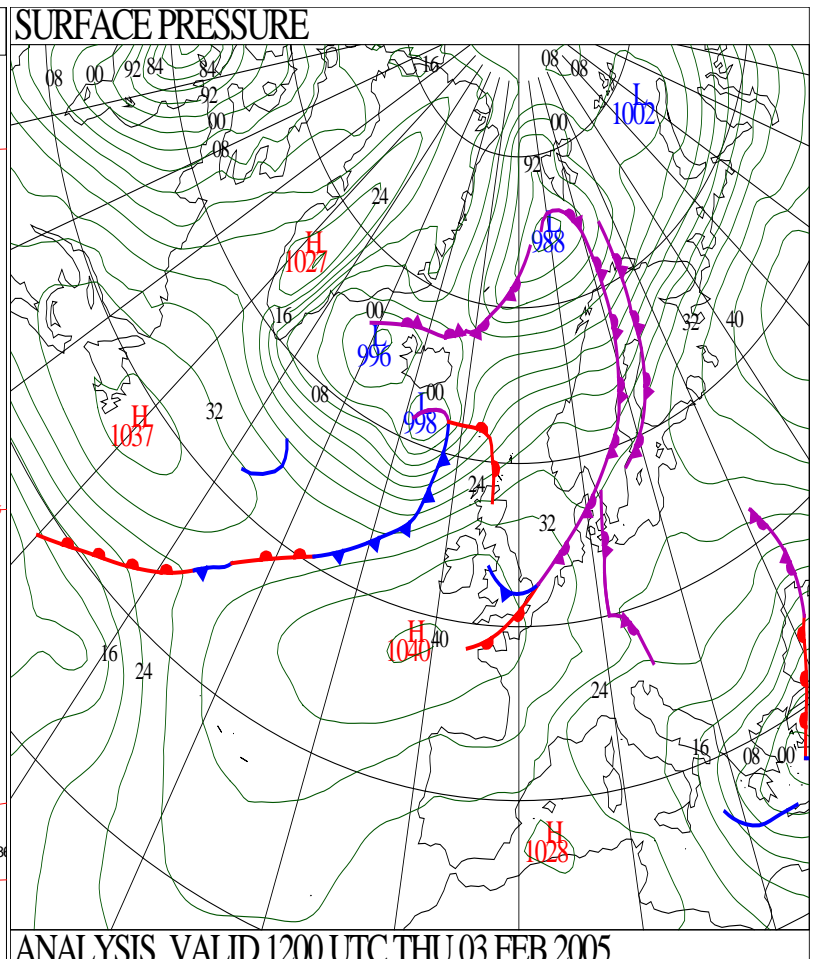 SURFACE PRESSURE
08 00 92 84 84 16 08 08
92 L
1002
00 00
08 92
24
H L
1027 988
16 00 32 40
L
996
08 00
32 L
H 998
1037
24
32
H 40
1040
16
24 24
16 08 00
H
1028
ANALYSIS VALID 1200 UTC THU 03 FEB 2005